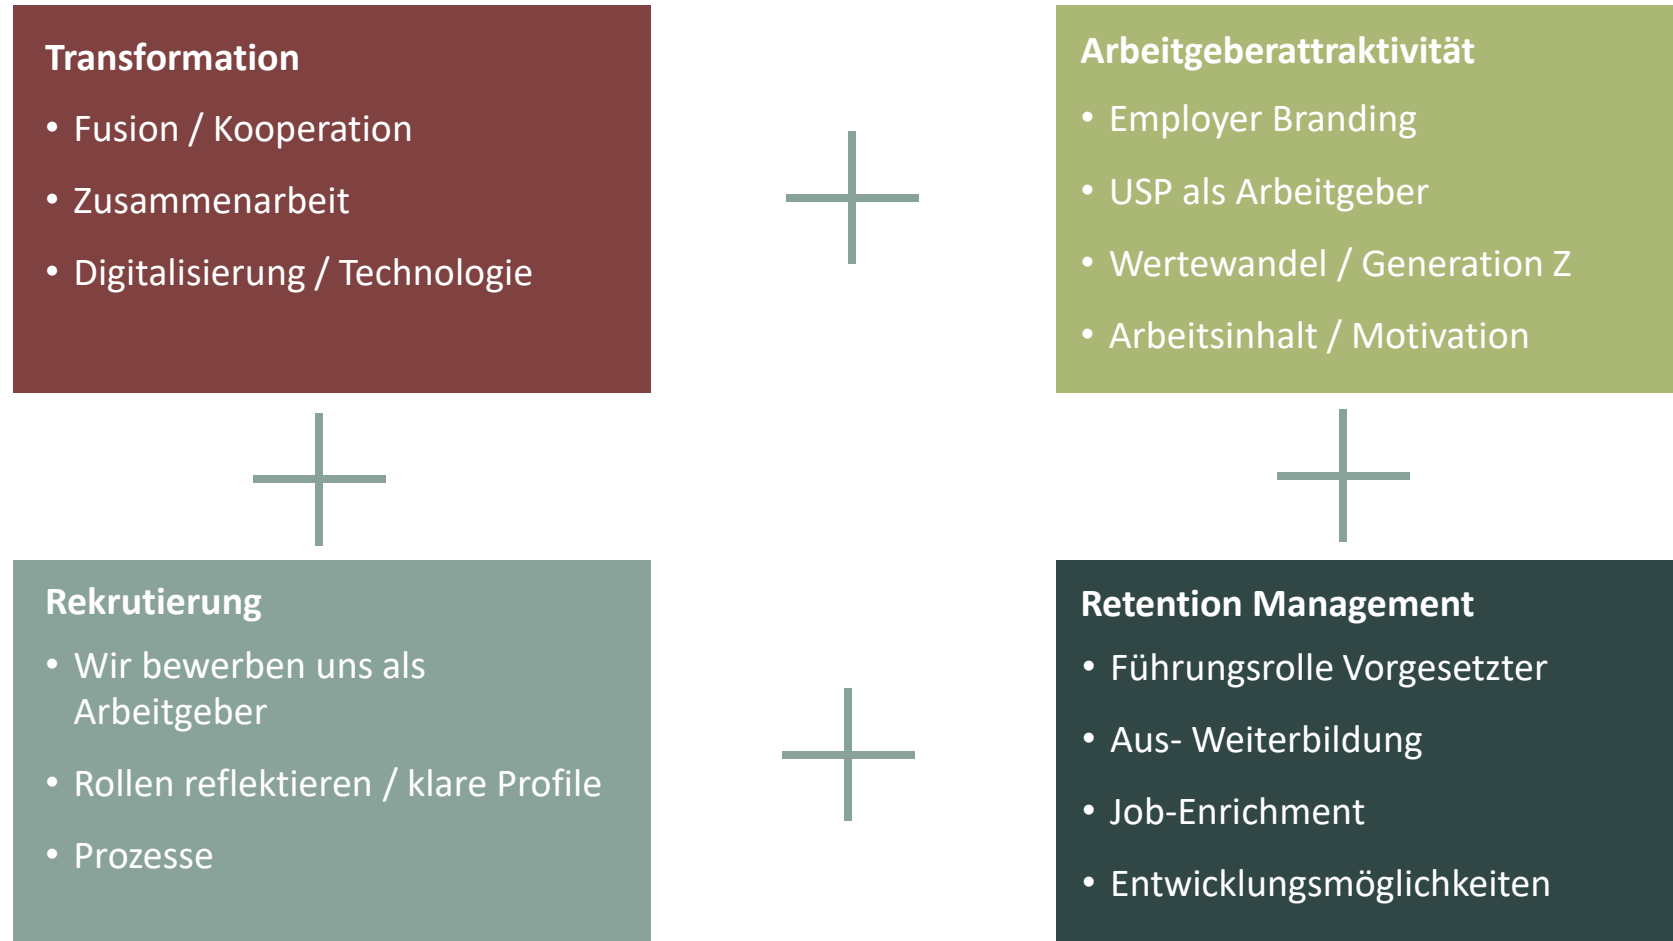 Transformation
• Fusion / Kooperation
• Zusammenarbeit
• Digitalisierung / Technologie
Arbeitgeberattraktivität
• Employer Branding
• USP als Arbeitgeber
• Wertewandel / Generation Z
• Arbeitsinhalt / Motivation
Rekrutierung
• Wir bewerben uns als
Arbeitgeber
• Rollen reflektieren / klare Profile
• Prozesse
Retention Management
• Führungsrolle Vorgesetzter
• Aus- Weiterbildung
• Job-Enrichment
• Entwicklungsmöglichkeiten